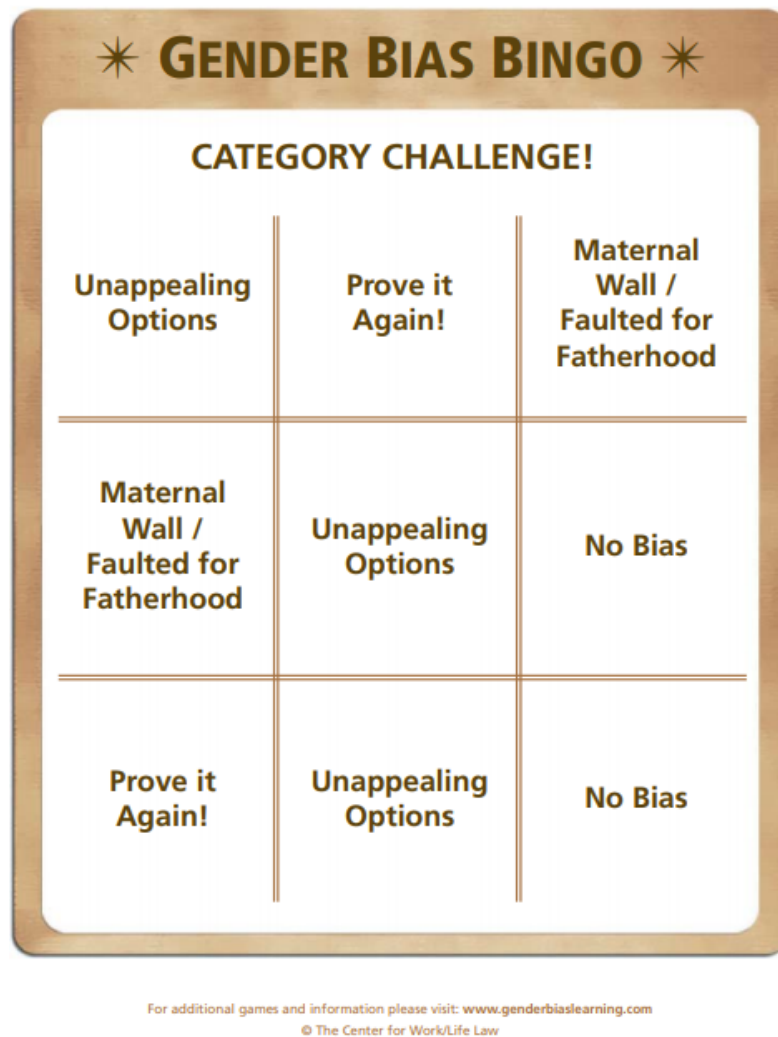 ✴ GENDER BIAS BINGO ✴
CATEGORY CHALLENGE!
Unappealing
Options
Prove it
Again!
Maternal
Wall /
Faulted for
Fatherhood
Maternal
Wall /
Faulted for
Fatherhood
Unappealing
Options
No Bias
Prove it
Again!
Unappealing
Options
No Bias
For additional games and information please visit: www.genderbiaslearning.com
© The Center for Work/Life Law